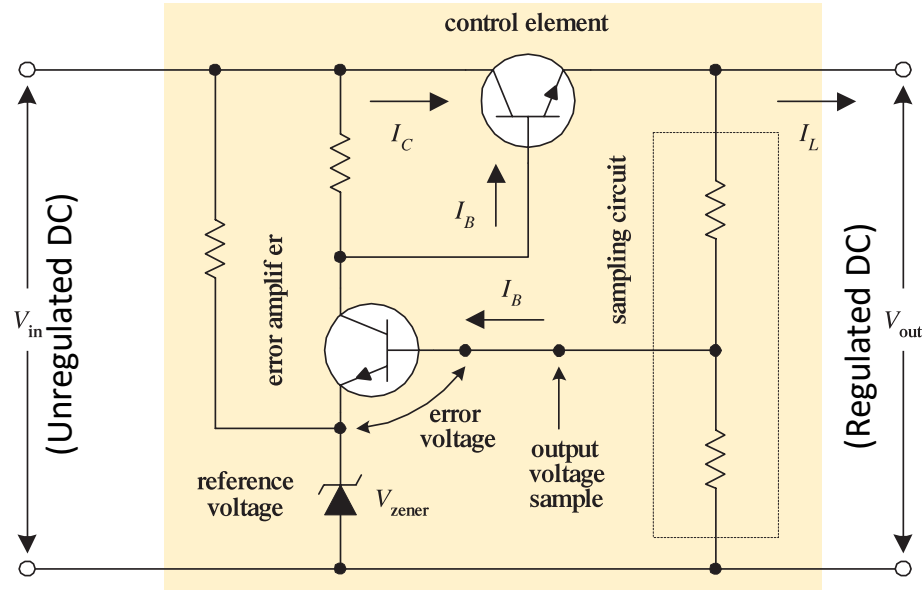 control element
I_C
I_L
I_B
sampling circuit
(Unregulated DC)
V_in
error amplif er
I_B
(Regulated DC)
V_out
error
voltage
output
voltage
sample
reference
voltage
V_zener